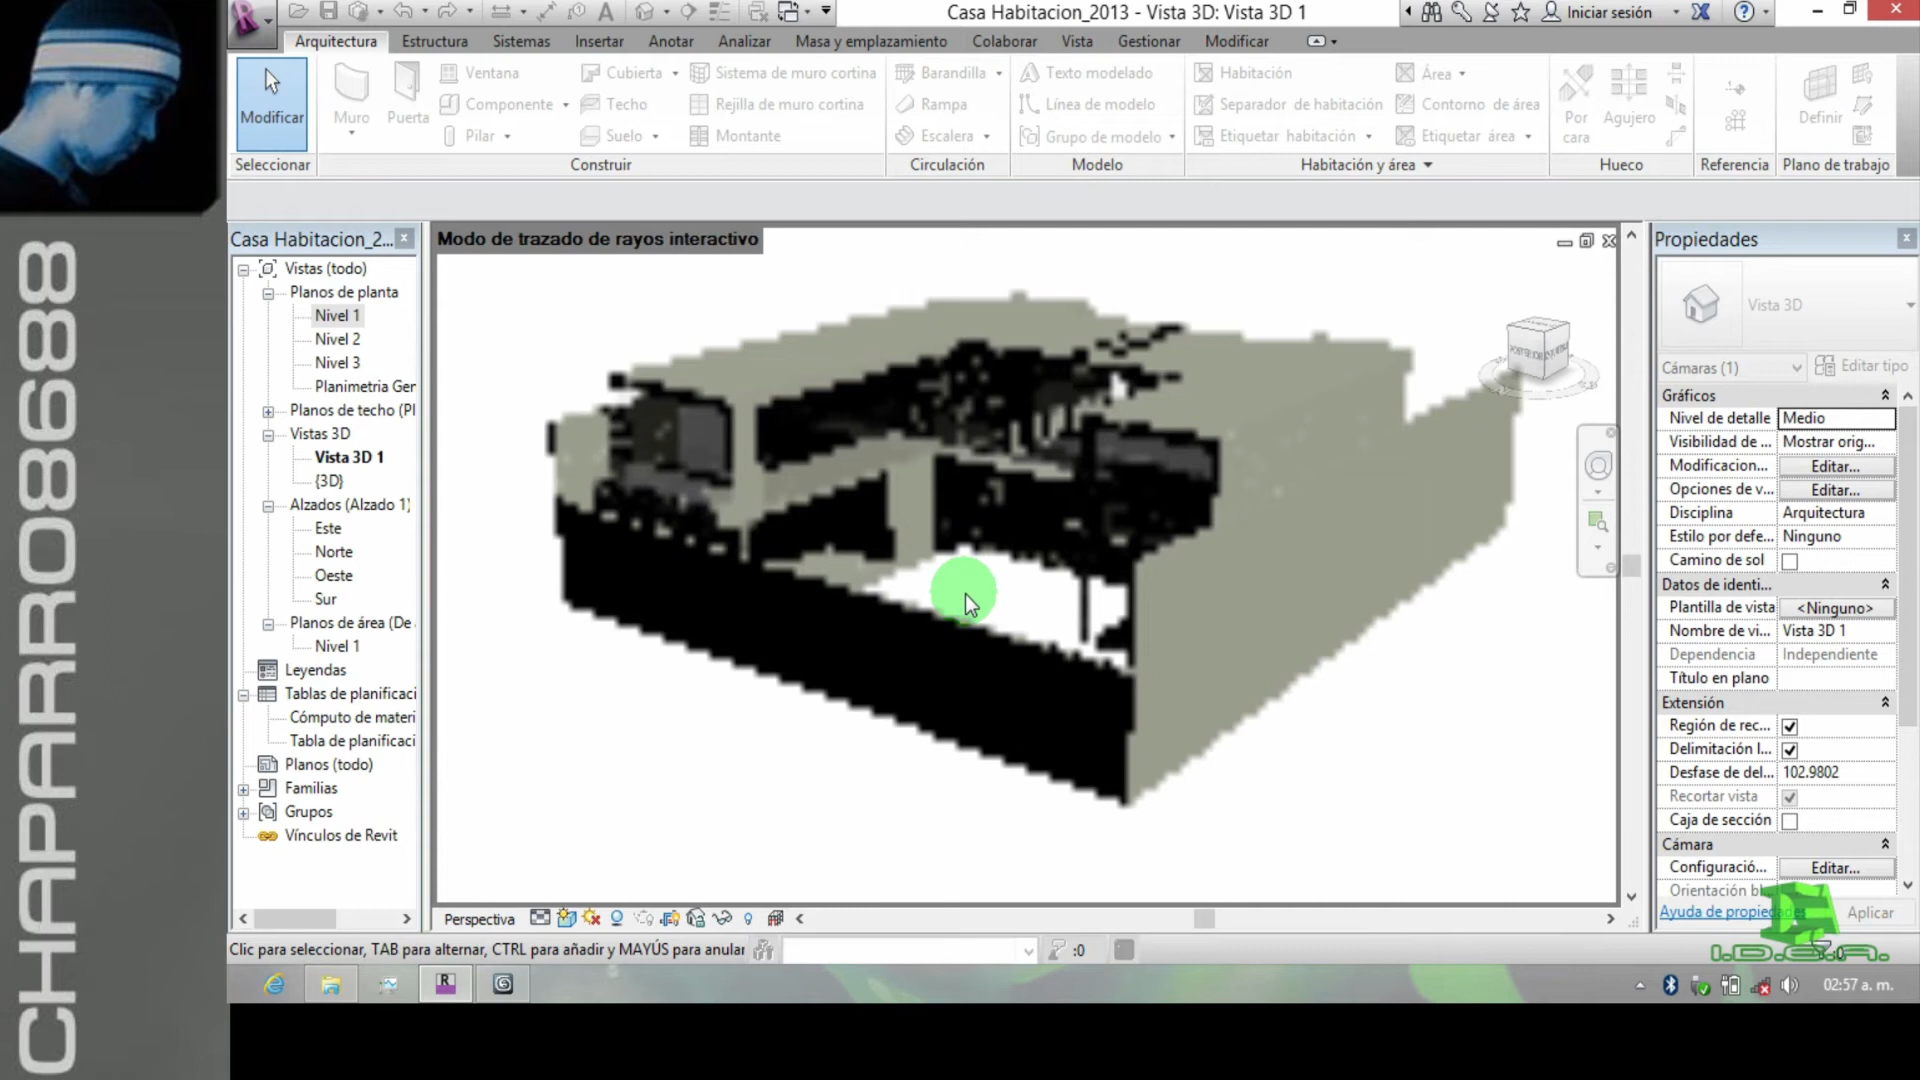 CHAPARRO8688
Casa Habitacion_2013 - Vista 3D: Vista 3D 1
Iniciar sesión
Arquitectura Estructura Sistemas Insertar Anotar Analizar Masa y emplazamiento Colaborar Vista Gestionar Modificar
Modificar
Muro
Puerta
Ventana
Componente
Pilar
Cubierta
Techo
Suelo
Sistema de muro cortina
Rejilla de muro cortina
Montante
Barandilla
Rampa
Escalera
Texto modelado
Línea de modelo
Grupo de modelo
Habitación
Separador de habitación
Etiquetar habitación
Área
Contorno de área
Etiquetar área
Por cara
Agujero
Definir
Seleccionar Construir Circulación Modelo Habitación y área Hueco Referencia Plano de trabajo
Casa Habitacion_2...
Vistas (todo)
Planos de planta
Nivel 1
Nivel 2
Nivel 3
Planimetria Ger
Planos de techo (Pl
Vistas 3D
Vista 3D 1
{3D}
Alzados (Alzado 1)
Este
Norte
Oeste
Sur
Planos de área (De
Nivel 1
Leyendas
Tablas de planificaci
Cómputo de materi
Tabla de planificaci
Planos (todo)
Familias
Grupos
Vínculos de Revit
Modo de trazado de rayos interactivo
Propiedades
Vista 3D
Cámaras (1) Editar tipo
Gráficos
Nivel de detalle Medio
Visibilidad de ... Mostrar orig...
Modificacion... Editar...
Opciones de v... Editar...
Disciplina Arquitectura
Estilo por defe... Ninguno
Camino de sol
Datos de identi...
Plantilla de vista <Ninguno>
Nombre de vi... Vista 3D 1
Dependencia Independiente
Título en plano
Extensión
Región de rec...
Delimitación l...
Desfase de del... 102.9802
Recortar vista
Caja de sección
Cámara
Configuració... Editar...
Orientación
Ayuda de propiedades Aplicar
I.D.E.A.
Perspectiva
Clic para seleccionar, TAB para alternar, CTRL para añadir y MAYÚS para anular
:0
02:57 a. m.